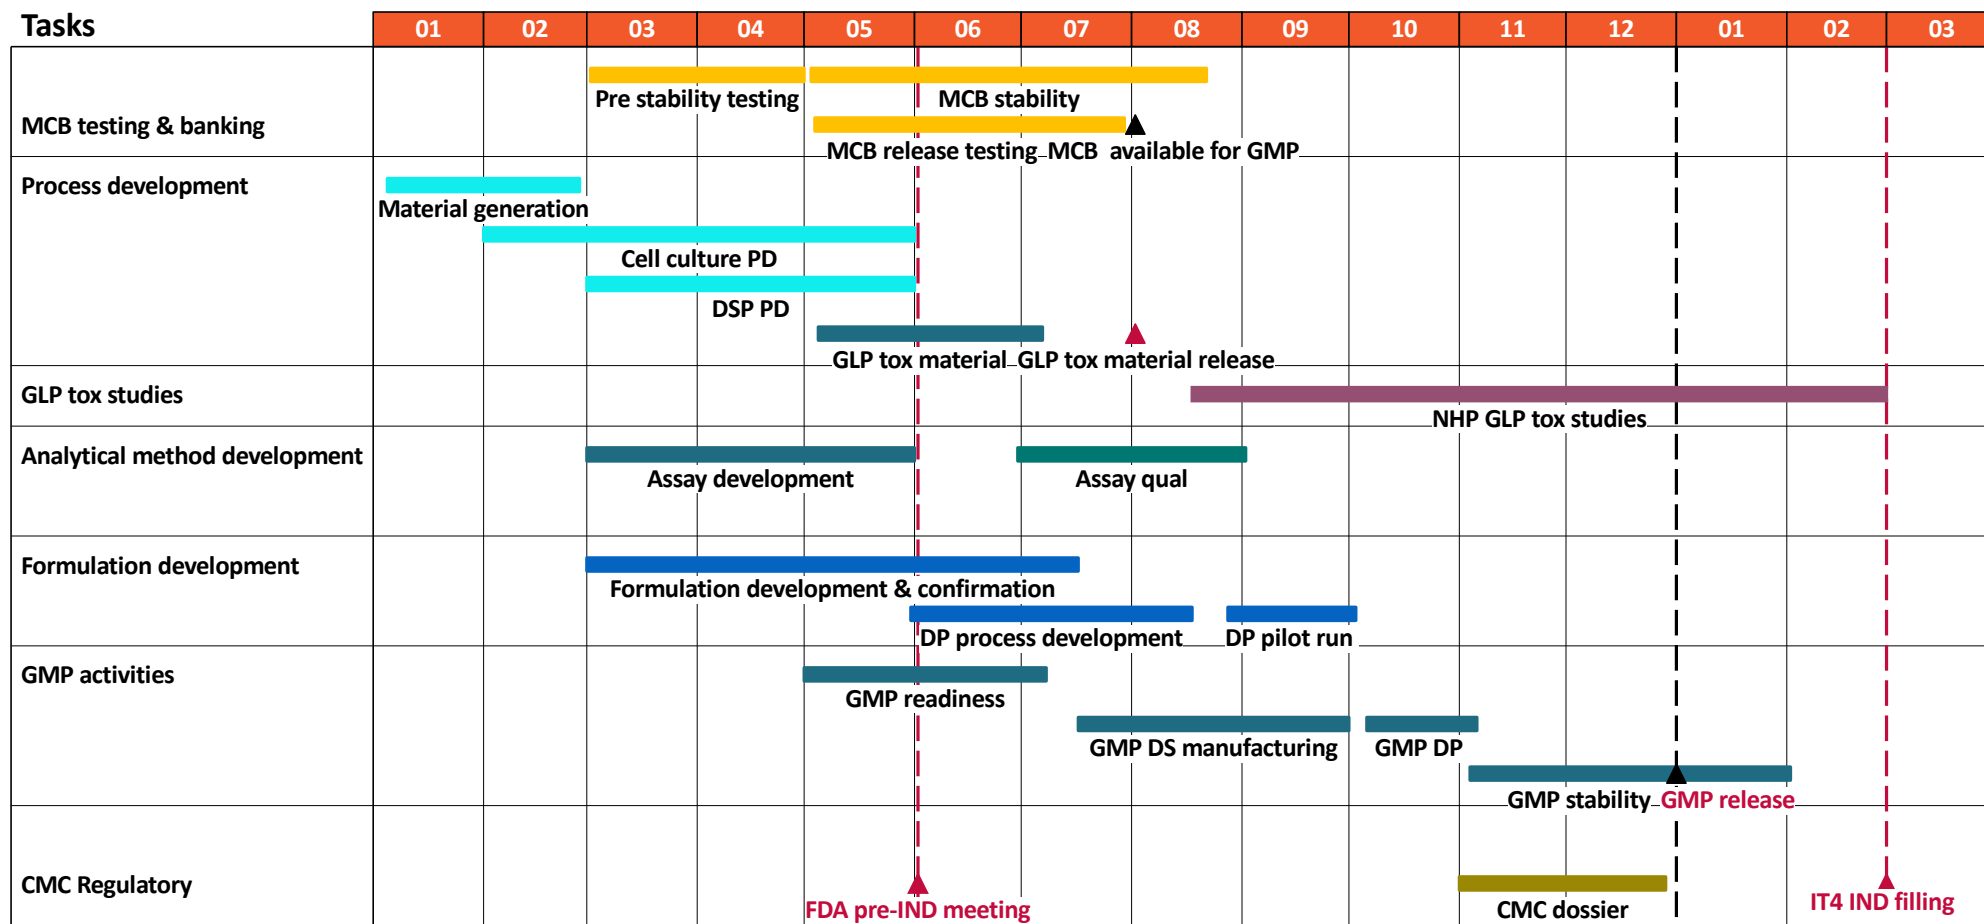 Tasks 01 02 03 04 05 06 07 08 09 10 11 12 01 02 03
Pre stability testing MCB stability
MCB testing & banking
MCB release testing MCB available for GMP
Process development
Material generation
Cell culture PD
DSP PD
GLP tox material GLP tox material release
GLP tox studies
NHP GLP tox studies
Analytical method development
Assay development Assay qual
Formulation development
Formulation development & confirmation
DP process development DP pilot run
GMP activities
GMP readiness
GMP DS manufacturing GMP DP
GMP stability GMP release
CMC Regulatory
FDA pre-IND meeting CMC dossier IT4 IND filling